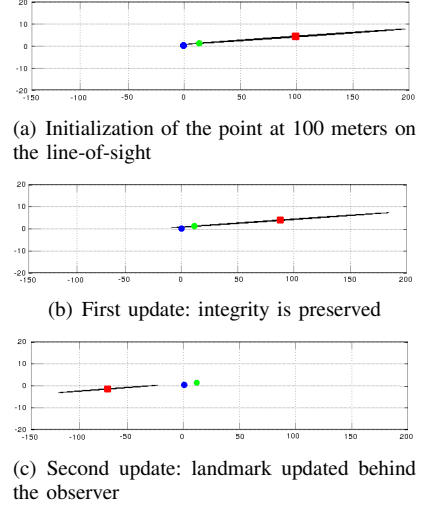 20
10
0
-10
-20
-150 -100 -50 0 50 100 150 200
(a) Initialization of the point at 100 meters on
the line-of-sight
20
10
0
-10
-20
-150 -100 -50 0 50 100 150 200
(b) First update: integrity is preserved
20
10
0
-10
-20
-150 -100 -50 0 50 100 150 200
(c) Second update: landmark updated behind
the observer